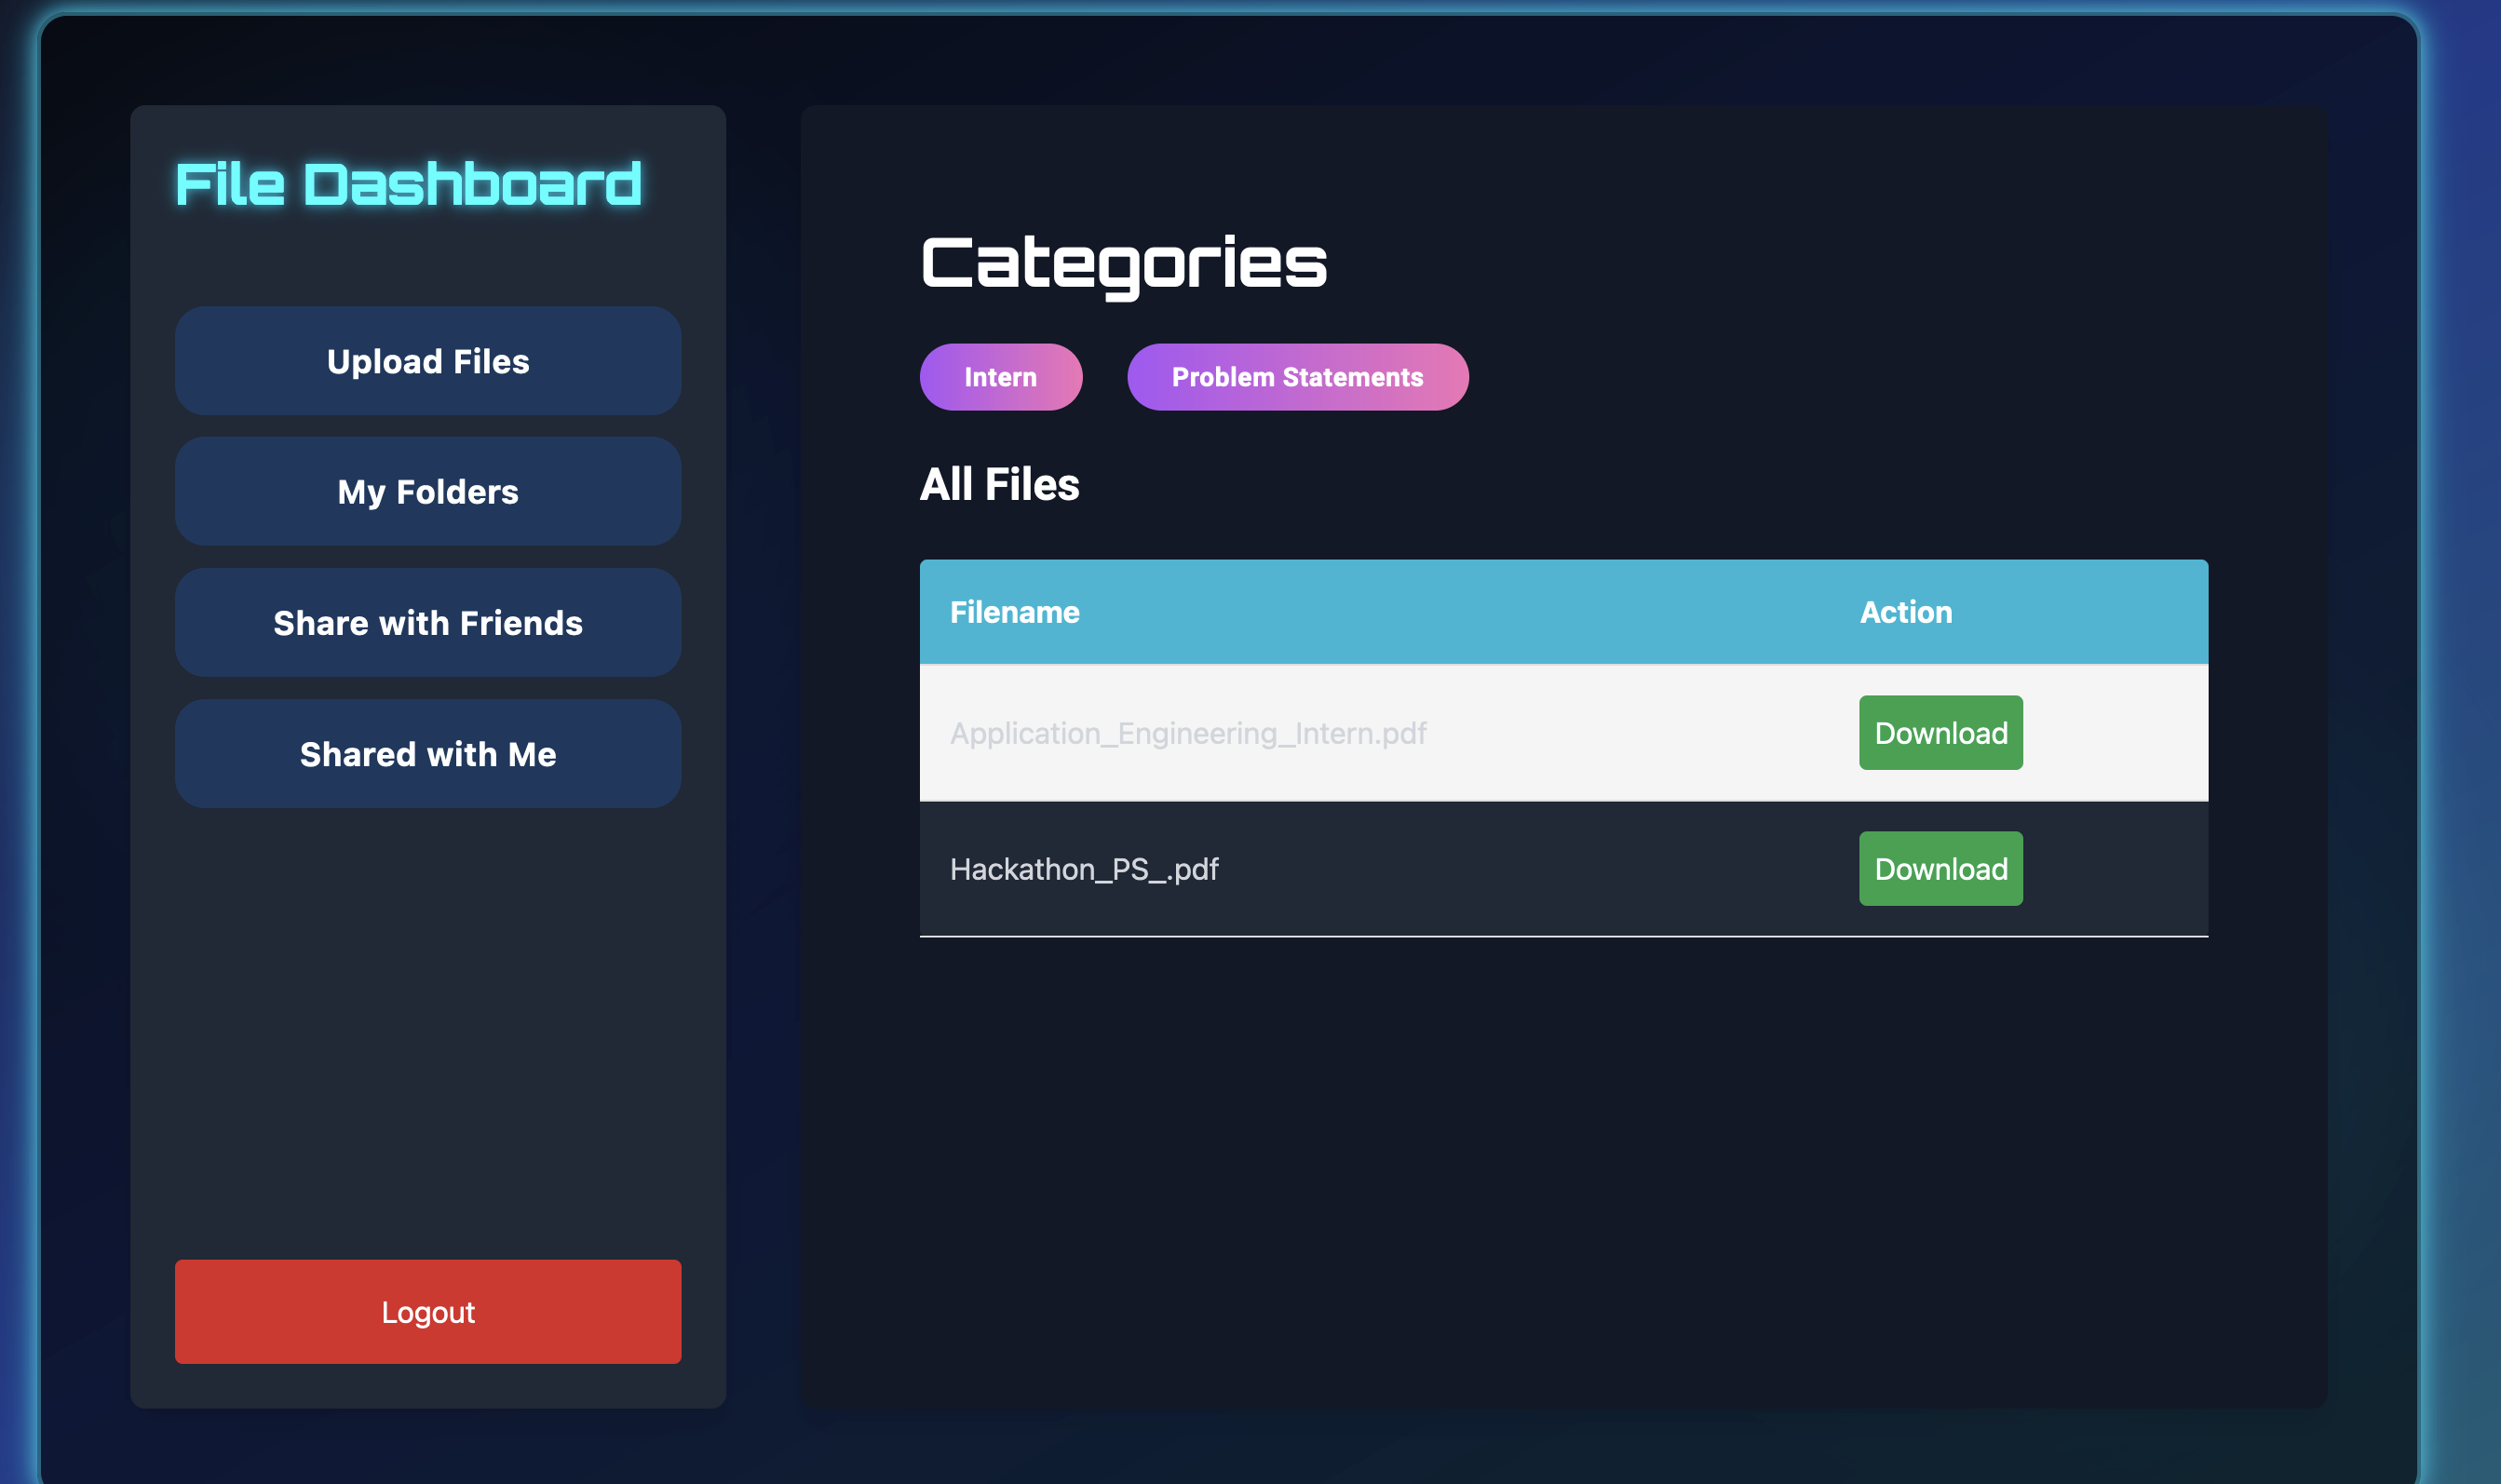 File Dashboard
Upload Files
My Folders
Share with Friends
Shared with Me
Logout
Categories
Intern Problem Statements
All Files
Filename Action
Application_Engineering_Intern.pdf Download
Hackathon_PS_.pdf Download